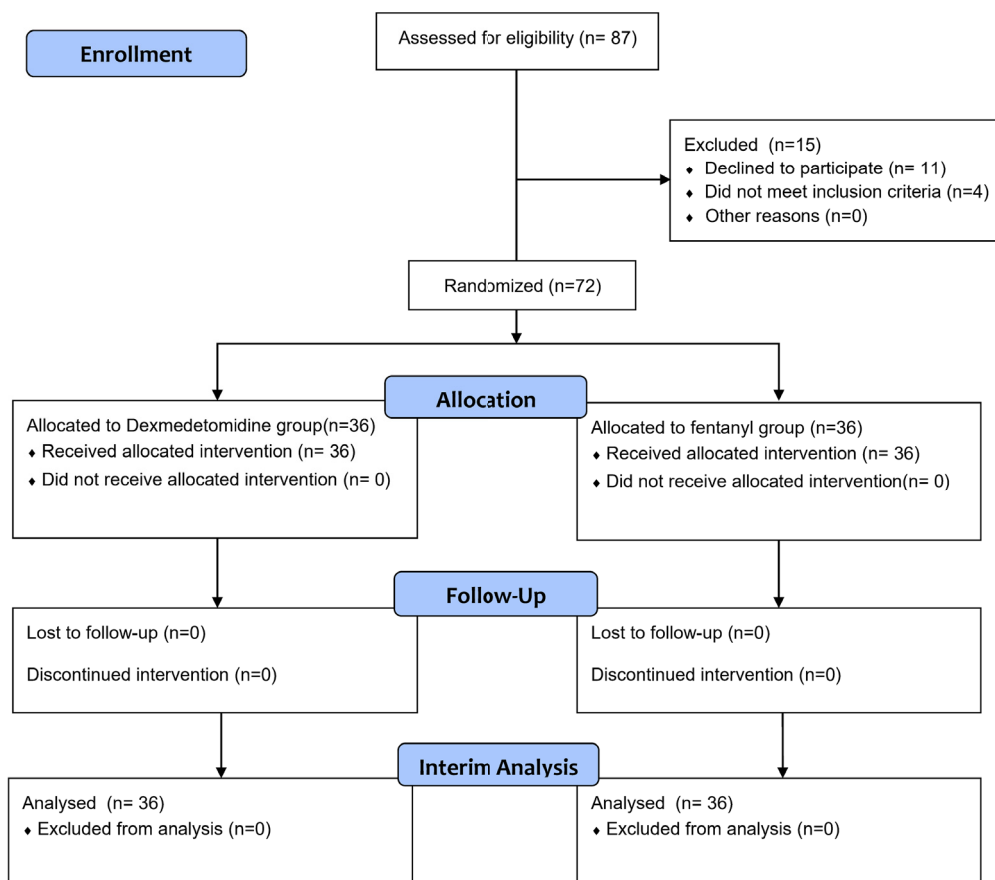 Enrollment
Assessed for eligibility (n= 87)
Excluded  (n=15)
♦ Declined to participate (n= 11)
♦ Did not meet inclusion criteria (n=4)
♦ Other reasons (n=0)
Randomized (n=72)
Allocation
Allocated to Dexmedetomidine group(n=36)
♦ Received allocated intervention (n= 36)
♦ Did not receive allocated intervention (n= 0)
Allocated to fentanyl group (n=36)
♦ Received allocated intervention (n= 36)
♦ Did not receive allocated intervention(n= 0)
Follow-Up
Lost to follow-up (n=0)
Discontinued intervention (n=0)
Lost to follow-up (n=0)
Discontinued intervention (n=0)
Interim Analysis
Analysed  (n= 36)
♦ Excluded from analysis (n=0)
Analysed  (n= 36)
♦ Excluded from analysis (n=0)